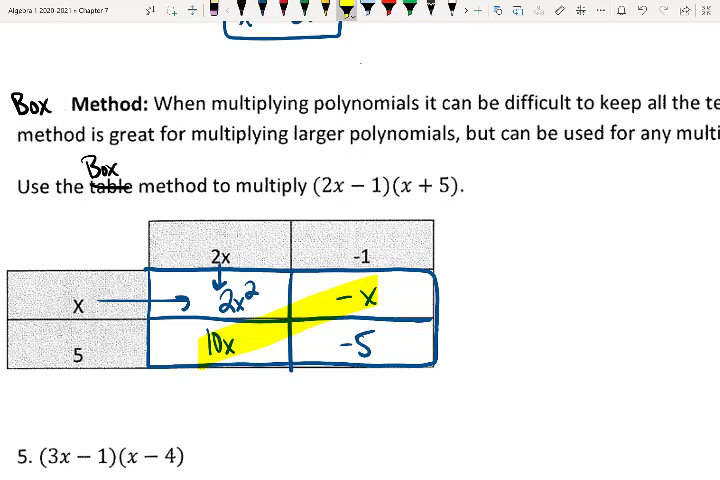 Algebra 1 2020-2021 » Chapter 7
Box Method: When multiplying polynomials it can be difficult to keep all the te
method is great for multiplying larger polynomials, but can be used for any multi
Box
Use the table method to multiply (2x − 1)(x + 5).
2x -1
x 2x² -x
5 10x -5
5. (3x − 1)(x − 4)